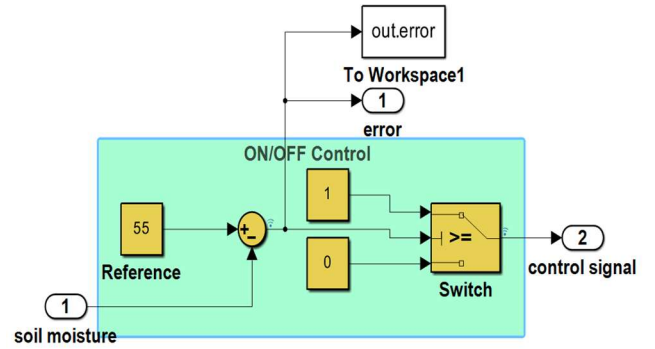 out.error
To Workspace1
1
error
ON/OFF Control
1
55
+
-
>=
2
Reference
0
control signal
Switch
1
soil moisture